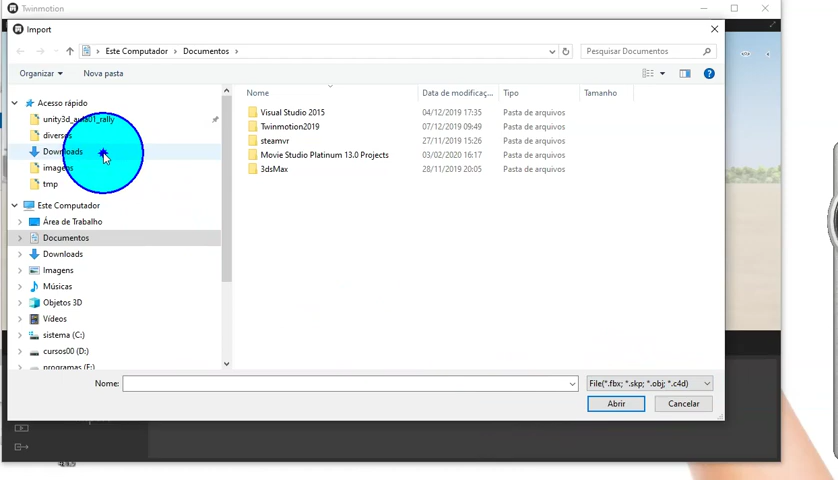 Twinmotion
Import
Este Computador > Documentos >
Pesquisar Documentos
Organizar
Nova pasta
Nome
Data de modificaç...
Tipo
Tamanho
Acesso rápido
unity3d_aula01_rally
diversos
Downloads
imagens
tmp
Este Computador
Área de Trabalho
Documentos
Downloads
Imagens
Músicas
Objetos 3D
Vídeos
sistema (C:)
cursos00 (D:)
programas (E:)
Visual Studio 2015 04/12/2019 17:35 Pasta de arquivos
Twinmotion2019 07/12/2019 09:49 Pasta de arquivos
steamvr 27/11/2019 15:26 Pasta de arquivos
Movie Studio Platinum 13.0 Projects 03/02/2020 16:17 Pasta de arquivos
3dsMax 28/11/2019 20:05 Pasta de arquivos
Nome:
File(*.fbx; *.skp; *.obj; *.c4d)
Abrir
Cancelar